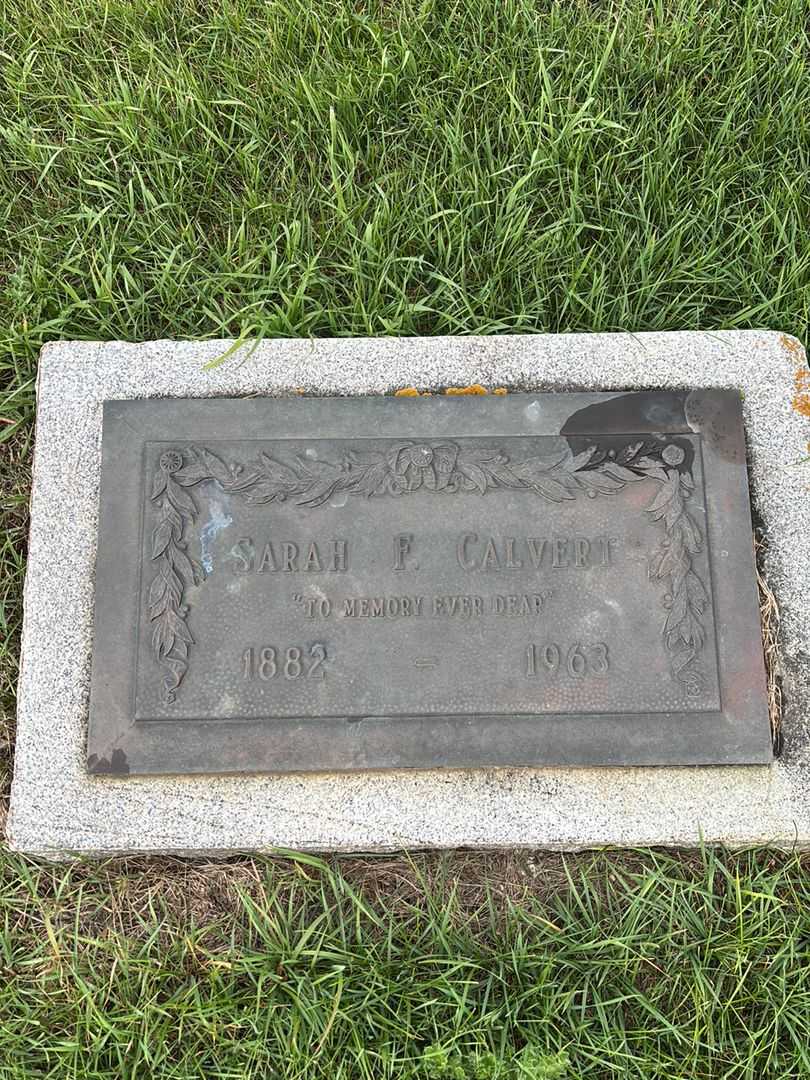 SARAH F. CALVERT
"TO MEMORY EVER DEAR"
1882 - 1963